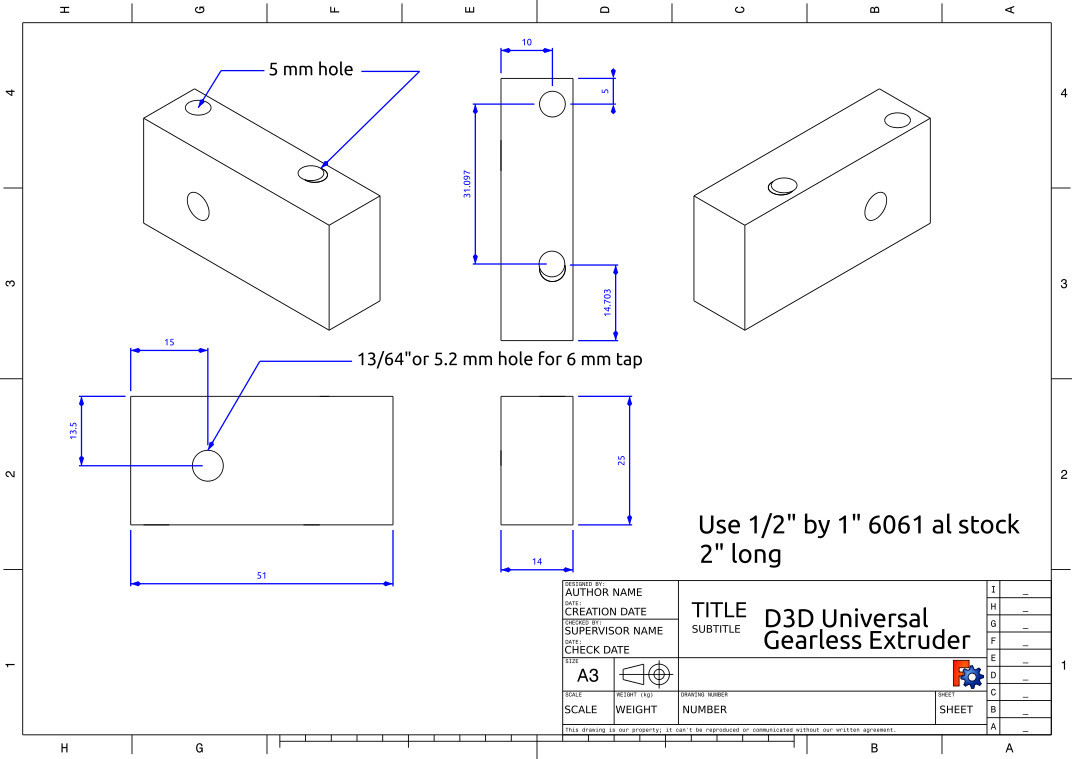 H G F E D C B A
4 4
3 3
2 2
1 1
5 mm hole
10
5
31.097
14.703
15
13/64"or 5.2 mm hole for 6 mm tap
13.5
51
25
14
Use 1/2" by 1" 6061 al stock
2" long
DESIGNED BY:
AUTHOR NAME
DATE:
CREATION DATE
CHECKED BY:
SUPERVISOR NAME
DATE:
CHECK DATE
TITLE
SUBTITLE
D3D Universal
Gearless Extruder
SIZE
A3
SCALE
SCALE
WEIGHT (kg)
WEIGHT
DRAWING NUMBER
NUMBER
SHEET
SHEET
I _
H _
G _
F _
E _
D _
C _
B _
A _
This drawing is our property; it can't be reproduced or communicated without our written agreement.
H G B A